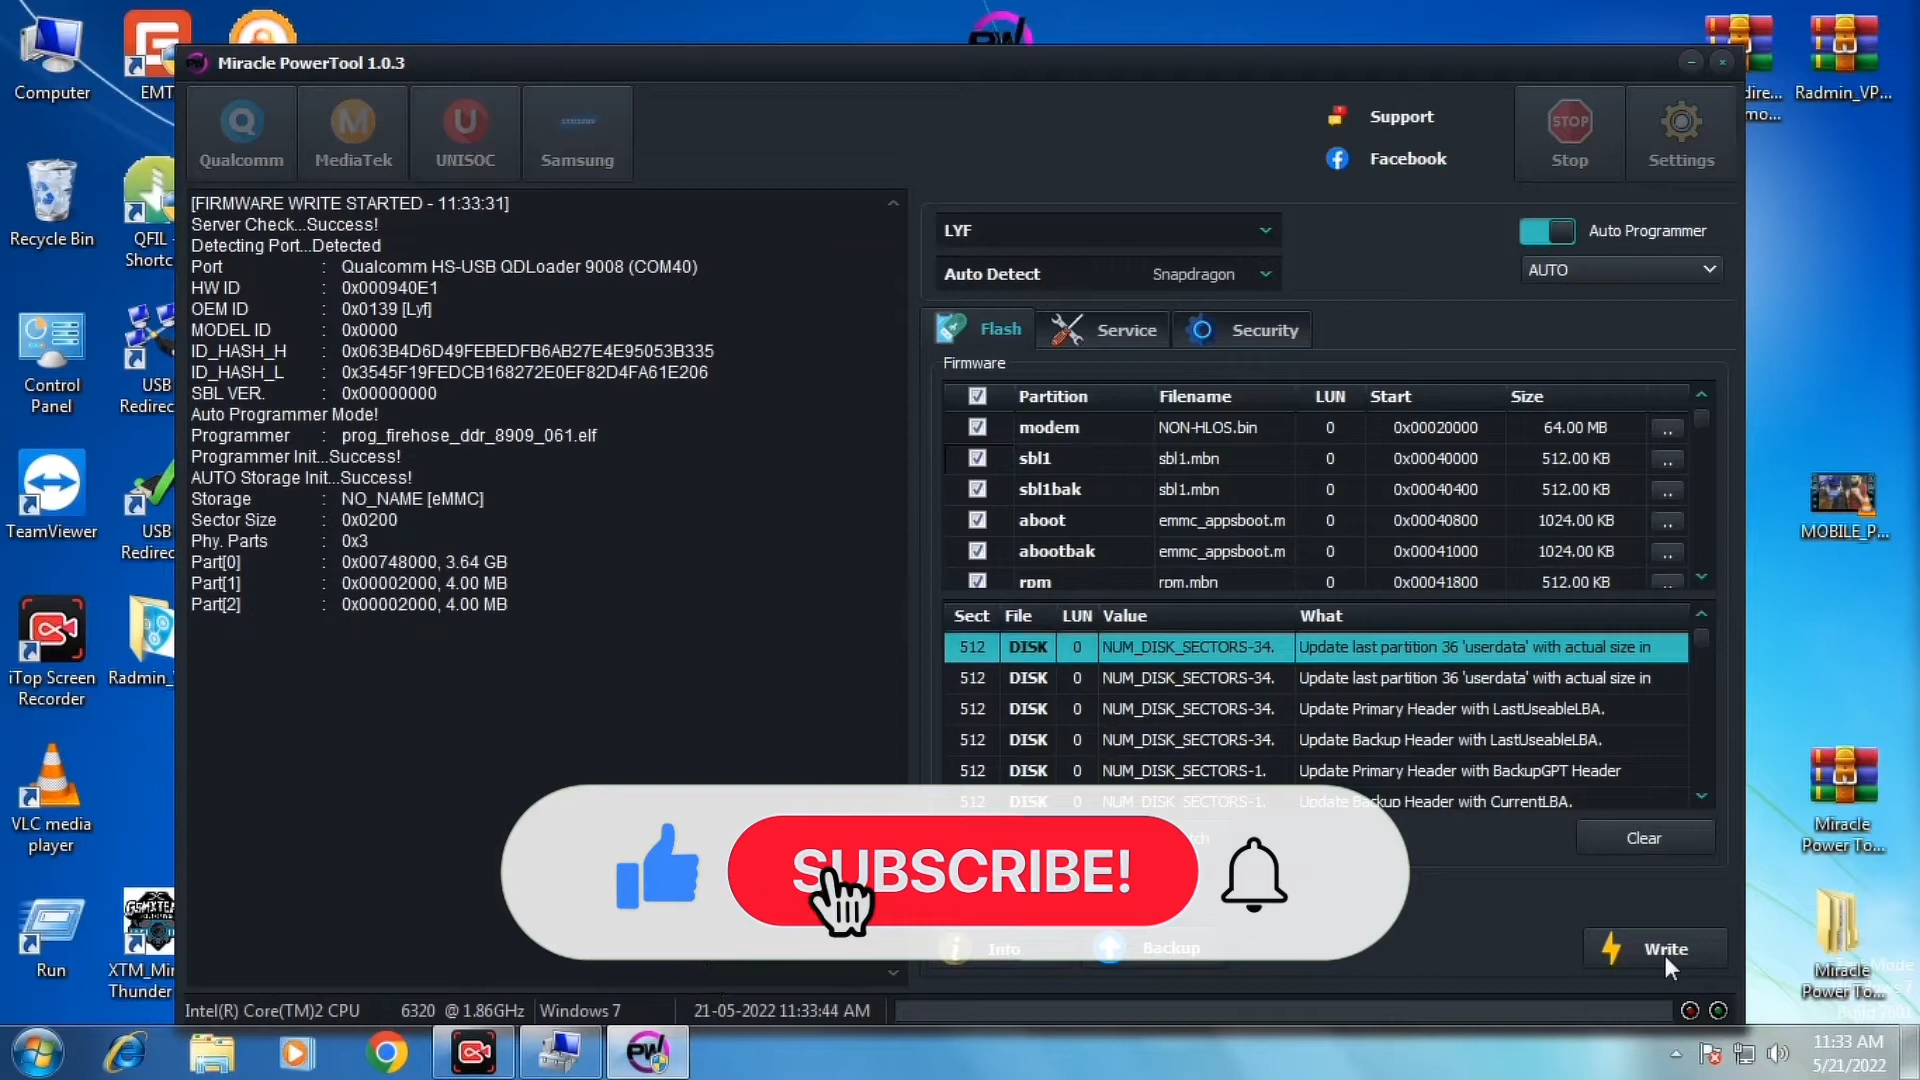 Computer
EMT
Recycle Bin
QFIL -
Shortc
Control
Panel
USB
Redirec
TeamViewer
USB
Redirec
iTop Screen
Recorder
Radmin_
VLC media
player
Run
XTM_Mi
Thunder
Miracle PowerTool 1.0.3
Qualcomm
MediaTek
UNISOC
SAMSUNG
Samsung
Support
Facebook
STOP
Stop
Settings
[FIRMWARE WRITE STARTED - 11:33:31]
Server Check...Success!
Detecting Port...Detected
Port : Qualcomm HS-USB QDLoader 9008 (COM40)
HW ID : 0x000940E1
OEM ID : 0x0139 [Lyf]
MODEL ID : 0x0000
ID_HASH_H : 0x063B4D6D49FEBEDFB6AB27E4E95053B335
ID_HASH_L : 0x3545F19FEDCB168272E0EF82D4FA61E206
SBL VER. : 0x00000000
Auto Programmer Mode!
Programmer : prog_firehose_ddr_8909_061.elf
Programmer Init...Success!
AUTO Storage Init...Success!
Storage : NO_NAME [eMMC]
Sector Size : 0x0200
Phy. Parts : 0x3
Part[0] : 0x00748000, 3.64 GB
Part[1] : 0x00002000, 4.00 MB
Part[2] : 0x00002000, 4.00 MB
LYF
Auto Detect Snapdragon
Auto Programmer
AUTO
Flash Service Security
Firmware
Partition Filename LUN Start Size
modem NON-HLOS.bin 0 0x00020000 64.00 MB ..
sbl1 sbl1.mbn 0 0x00040000 512.00 KB ..
sbl1bak sbl1.mbn 0 0x00040400 512.00 KB ..
aboot emmc_appsboot.m 0 0x00040800 1024.00 KB ..
abootbak emmc_appsboot.m 0 0x00041000 1024.00 KB ..
rpm rpm.mbn 0 0x00041800 512.00 KB ..
Sect File LUN Value What
512 DISK 0 NUM_DISK_SECTORS-34. Update last partition 36 'userdata' with actual size in
512 DISK 0 NUM_DISK_SECTORS-34. Update last partition 36 'userdata' with actual size in
512 DISK 0 NUM_DISK_SECTORS-34. Update Primary Header with LastUseableLBA.
512 DISK 0 NUM_DISK_SECTORS-34. Update Backup Header with LastUseableLBA.
512 DISK 0 NUM_DISK_SECTORS-1. Update Primary Header with BackupGPT Header
512 DISK 0 NUM_DISK_SECTORS-1. Update Backup Header with CurrentLBA.
Clear
SUBSCRIBE!
Info
Backup
Write
Intel(R) Core(TM)2 CPU 6320 @ 1.86GHz Windows 7 21-05-2022 11:33:44 AM
Radmin_VP...
MOBILE_P...
Miracle
Power To...
Miracle
Power To...
11:33 AM
5/21/2022